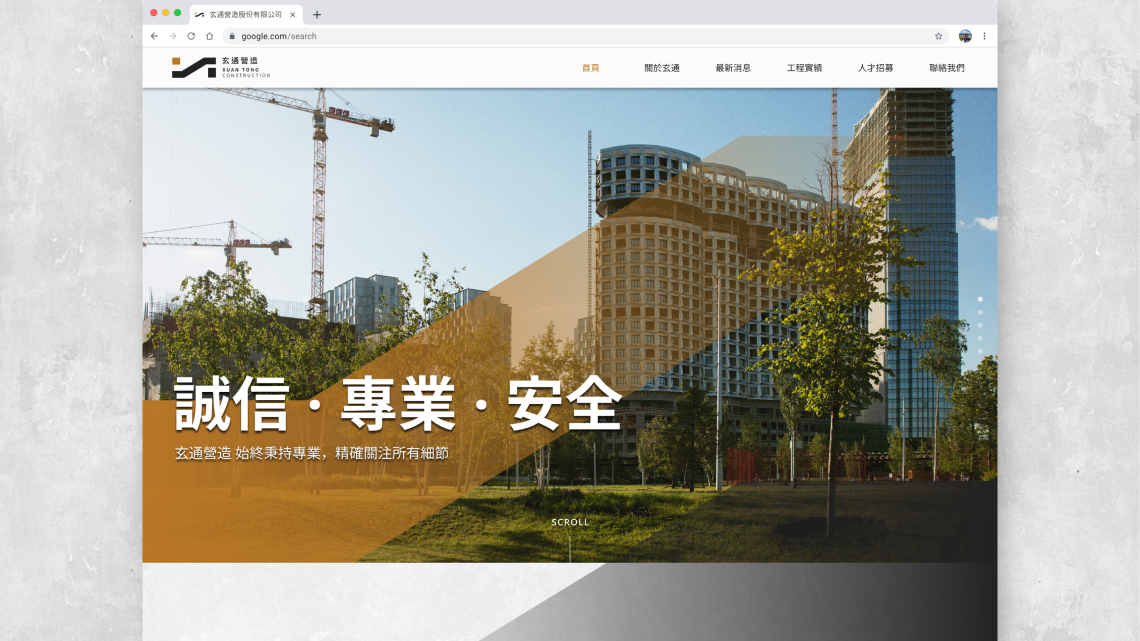 玄通營造股份有限公司
google.com/search
玄通營造
XUAN TONG
CONSTRUCTION
首頁
關於玄通
最新消息
工程實績
人才招募
聯絡我們
誠信·專業·安全
玄通營造 始終秉持專業，精確關注所有細節
SCROLL